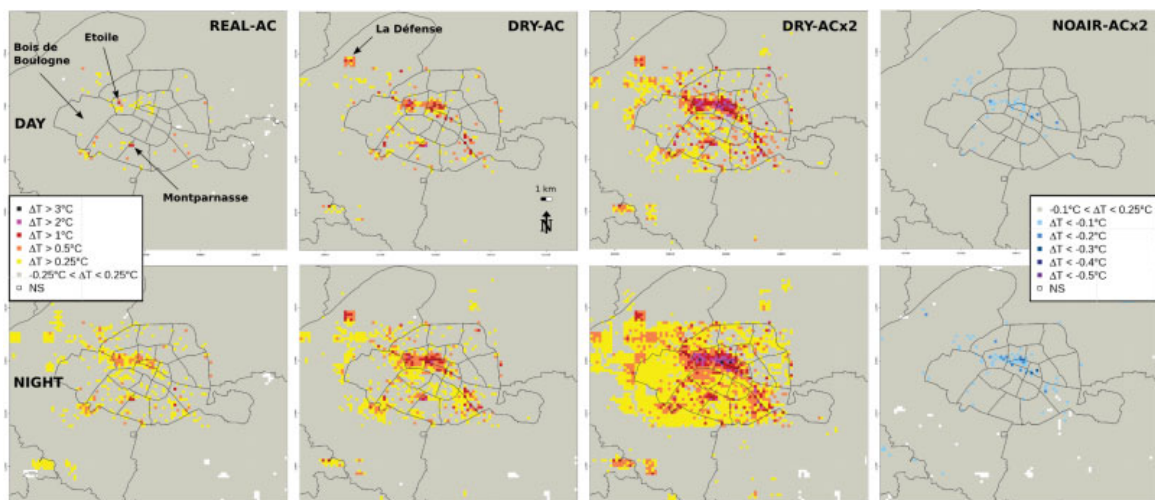 REAL-AC
DRY-AC
DRY-ACx2
NOAIR-ACx2
Etoile
La Défense
Bois de
Boulogne
DAY
Montparnasse
1 km
N
ΔT > 3°C
ΔT > 2°C
ΔT > 1°C
ΔT > 0.5°C
ΔT > 0.25°C
-0.25°C < ΔT < 0.25°C
NS
-0.1°C < ΔT < 0.25°C
ΔT < -0.1°C
ΔT < -0.2°C
ΔT < -0.3°C
ΔT < -0.4°C
ΔT < -0.5°C
NS
NIGHT